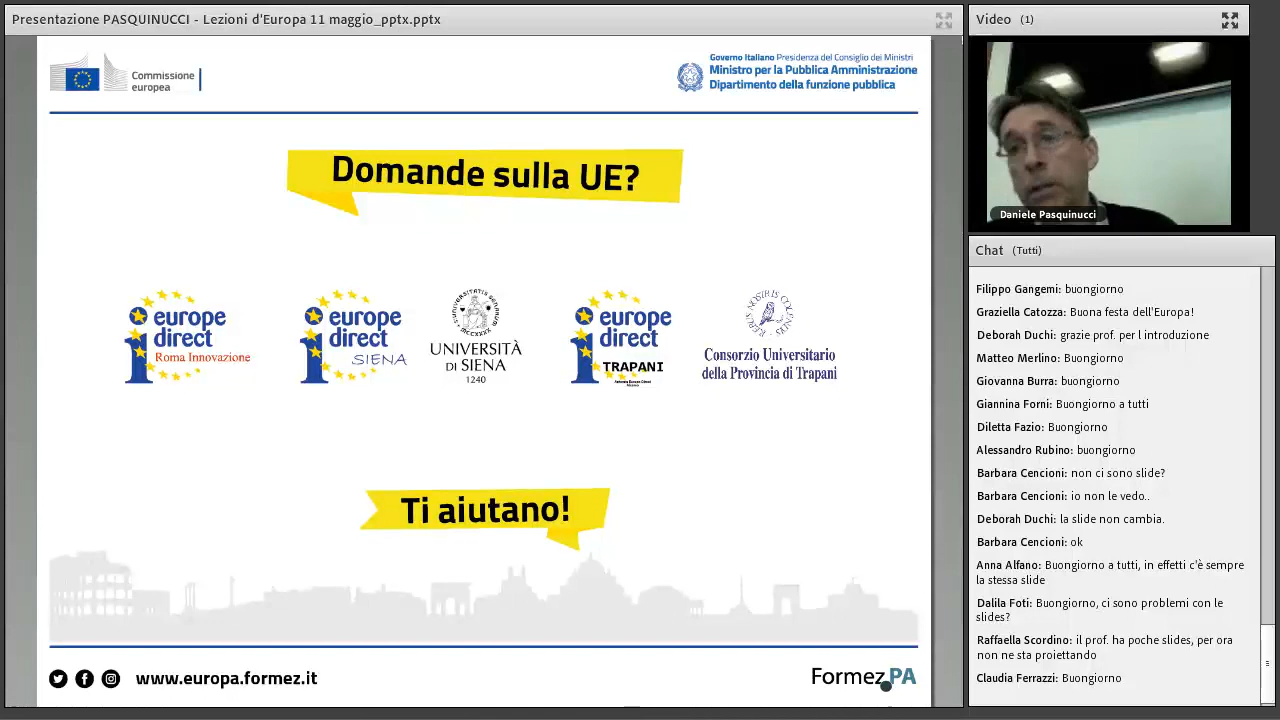 Presentazione PASQUINUCCI - Lezioni d'Europa 11 maggio_pptx.pptx
Commissione
europea
Governo Italiano Presidenza del Consiglio dei Ministri
Ministro per la Pubblica Amministrazione
Dipartimento della funzione pubblica
Domande sulla UE?
europe
direct
Roma Innovazione
europe
direct
SIENA
UNIVERSITÀ
DI SIENA
1240
europe
direct
TRAPANI
Consorzio Universitario
della Provincia di Trapani
Ti aiutano!
www.europa.formez.it
Formez PA
Video (1)
Daniele Pasquinucci
Chat (Tutti)
Filippo Gangemi: buongiorno
Graziella Catozza: Buona festa dell'Europa!
Deborah Duchi: grazie prof. per l introduzione
Matteo Merlino: Buongiorno
Giovanna Burra: buongiorno
Giannina Forni: Buongiorno a tutti
Diletta Fazio: Buongiorno
Alessandro Rubino: buongiorno
Barbara Cencioni: non ci sono slide?
Barbara Cencioni: io non le vedo..
Deborah Duchi: la slide non cambia.
Barbara Cencioni: ok
Anna Alfano: Buongiorno a tutti, in effetti c'è sempre
la stessa slide
Dalila Foti: Buongiorno, ci sono problemi con le
slides?
Raffaella Scordino: il prof. ha poche slides, per ora
non ne sta proiettando
Claudia Ferrazzi: Buongiorno